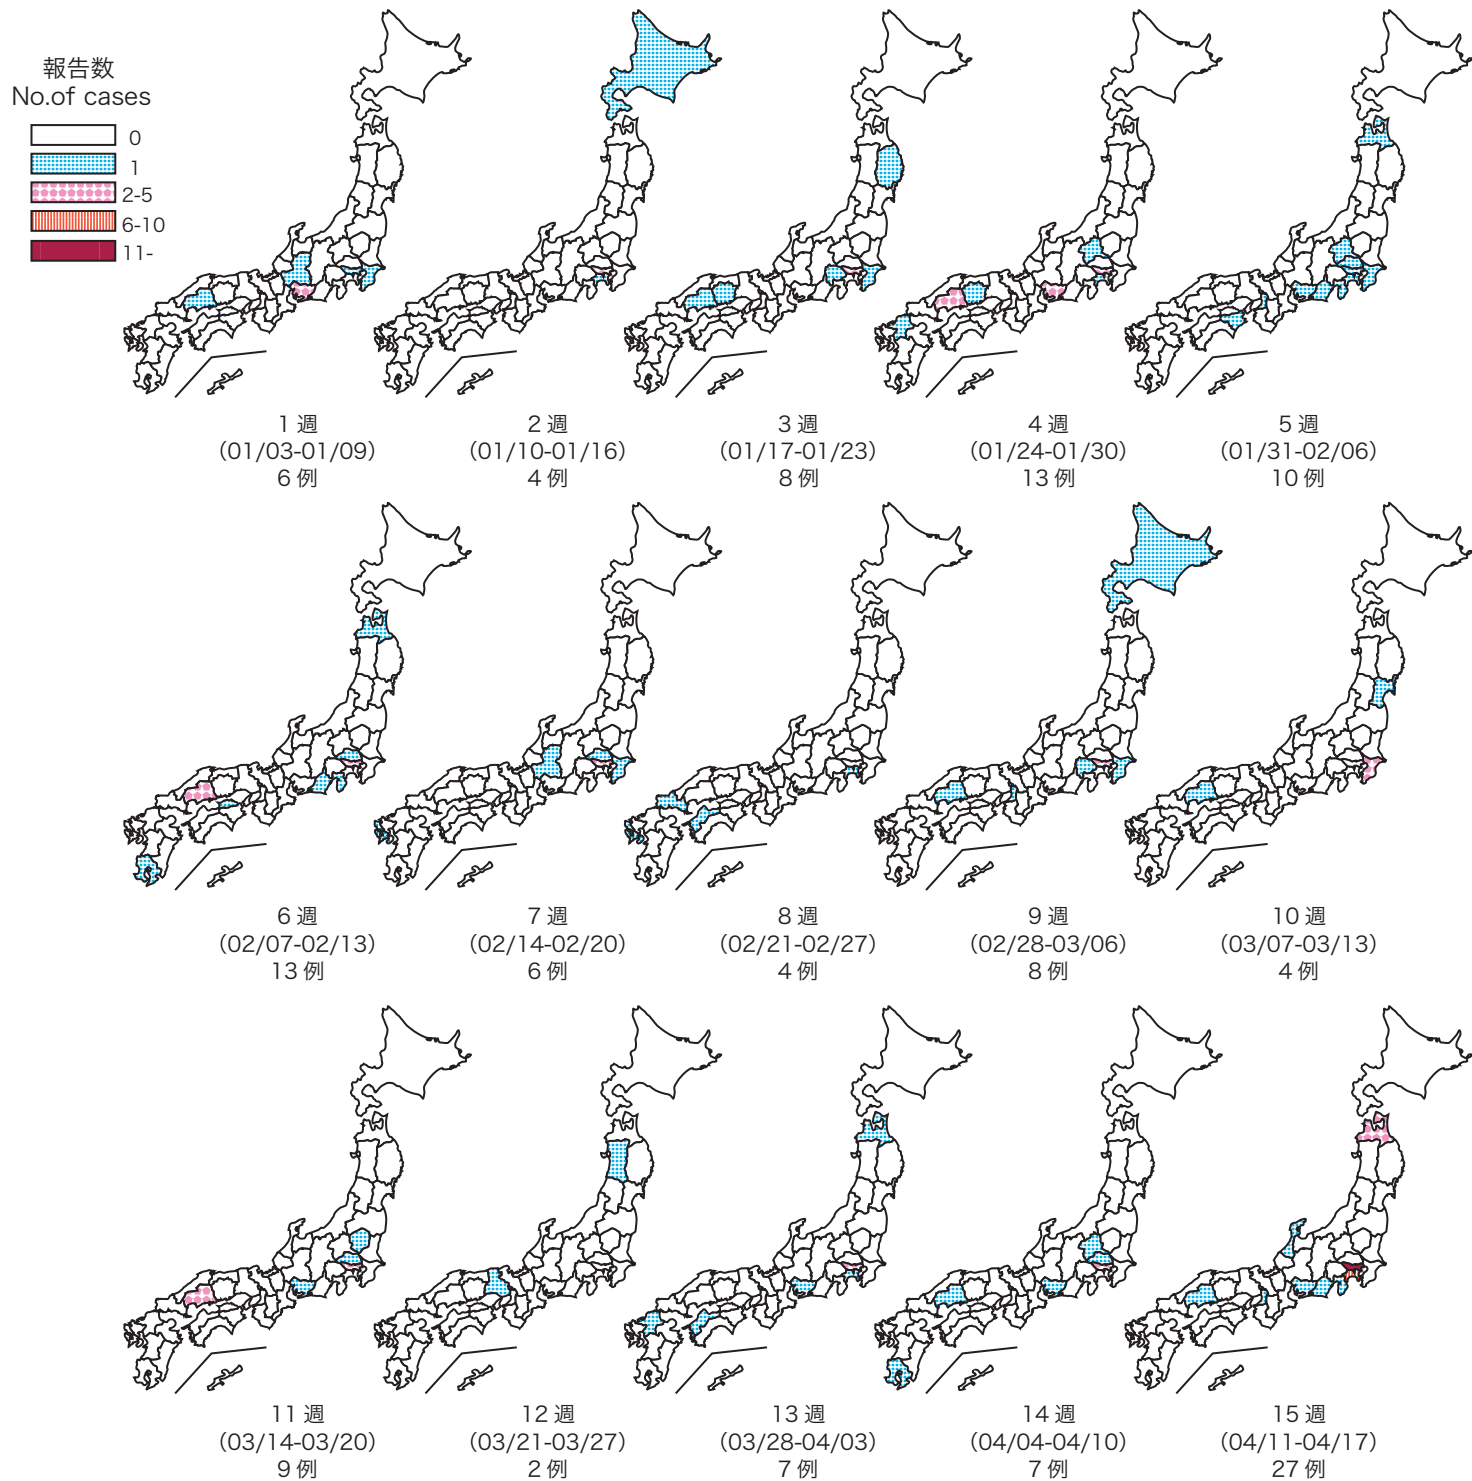 報告数
No.of cases
0
1
2-5
6-10
11-
1 週
（01/03-01/09）
6 例
2 週
（01/10-01/16）
4 例
3 週
（01/17-01/23）
8 例
4 週
（01/24-01/30）
13 例
5 週
（01/31-02/06）
10 例
6 週
（02/07-02/13）
13 例
7 週
（02/14-02/20）
6 例
8 週
（02/21-02/27）
4 例
9 週
（02/28-03/06）
8 例
10 週
（03/07-03/13）
4 例
11 週
（03/14-03/20）
9 例
12 週
（03/21-03/27）
2 例
13 週
（03/28-04/03）
7 例
14 週
（04/04-04/10）
7 例
15 週
（04/11-04/17）
27 例